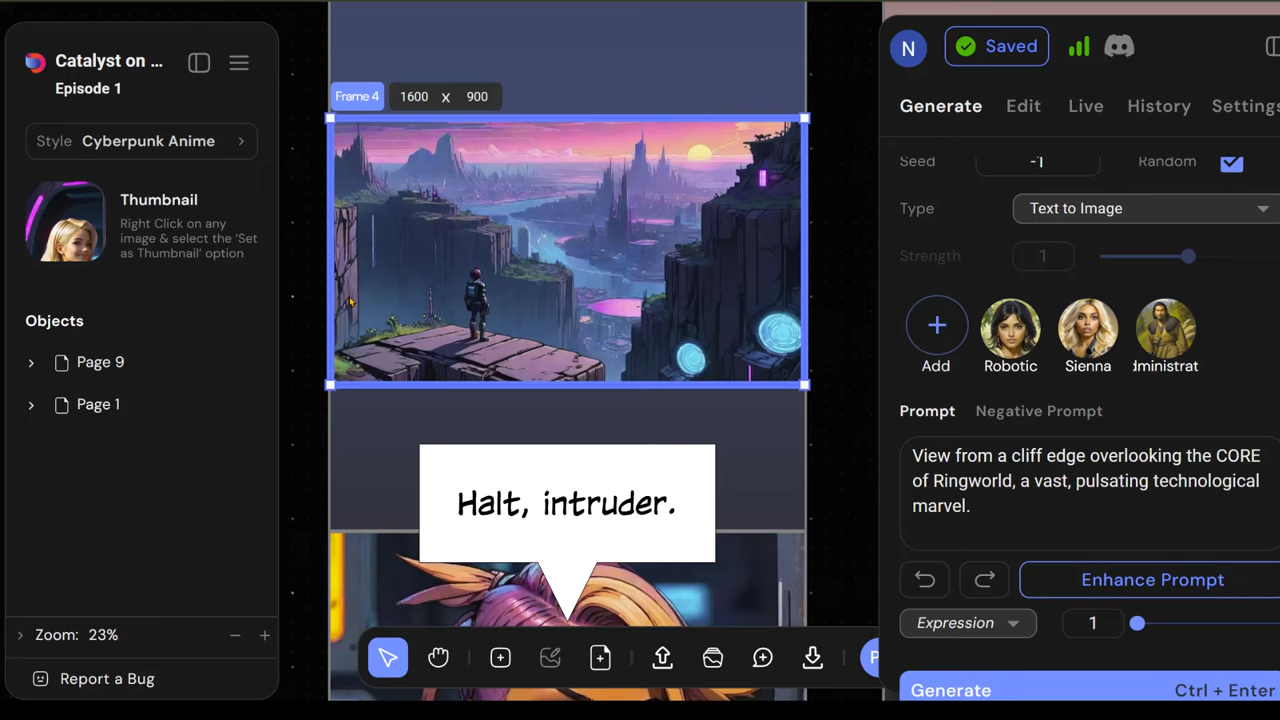 Catalyst on ...
Episode 1
Style Cyberpunk Anime
Thumbnail
Right Click on any
image & select the 'Set
as Thumbnail' option
Objects
Page 9
Page 1
Zoom: 23%
Report a Bug
Frame 4 1600 x 900
Halt, intruder.
N Saved
Generate Edit Live History Settings
Seed -1 Random
Type Text to Image
Strength 1
Add Robotic Sienna
Prompt Negative Prompt
View from a cliff edge overlooking the CORE
of Ringworld, a vast, pulsating technological
marvel.
Enhance Prompt
Expression 1
Generate Ctrl + Enter